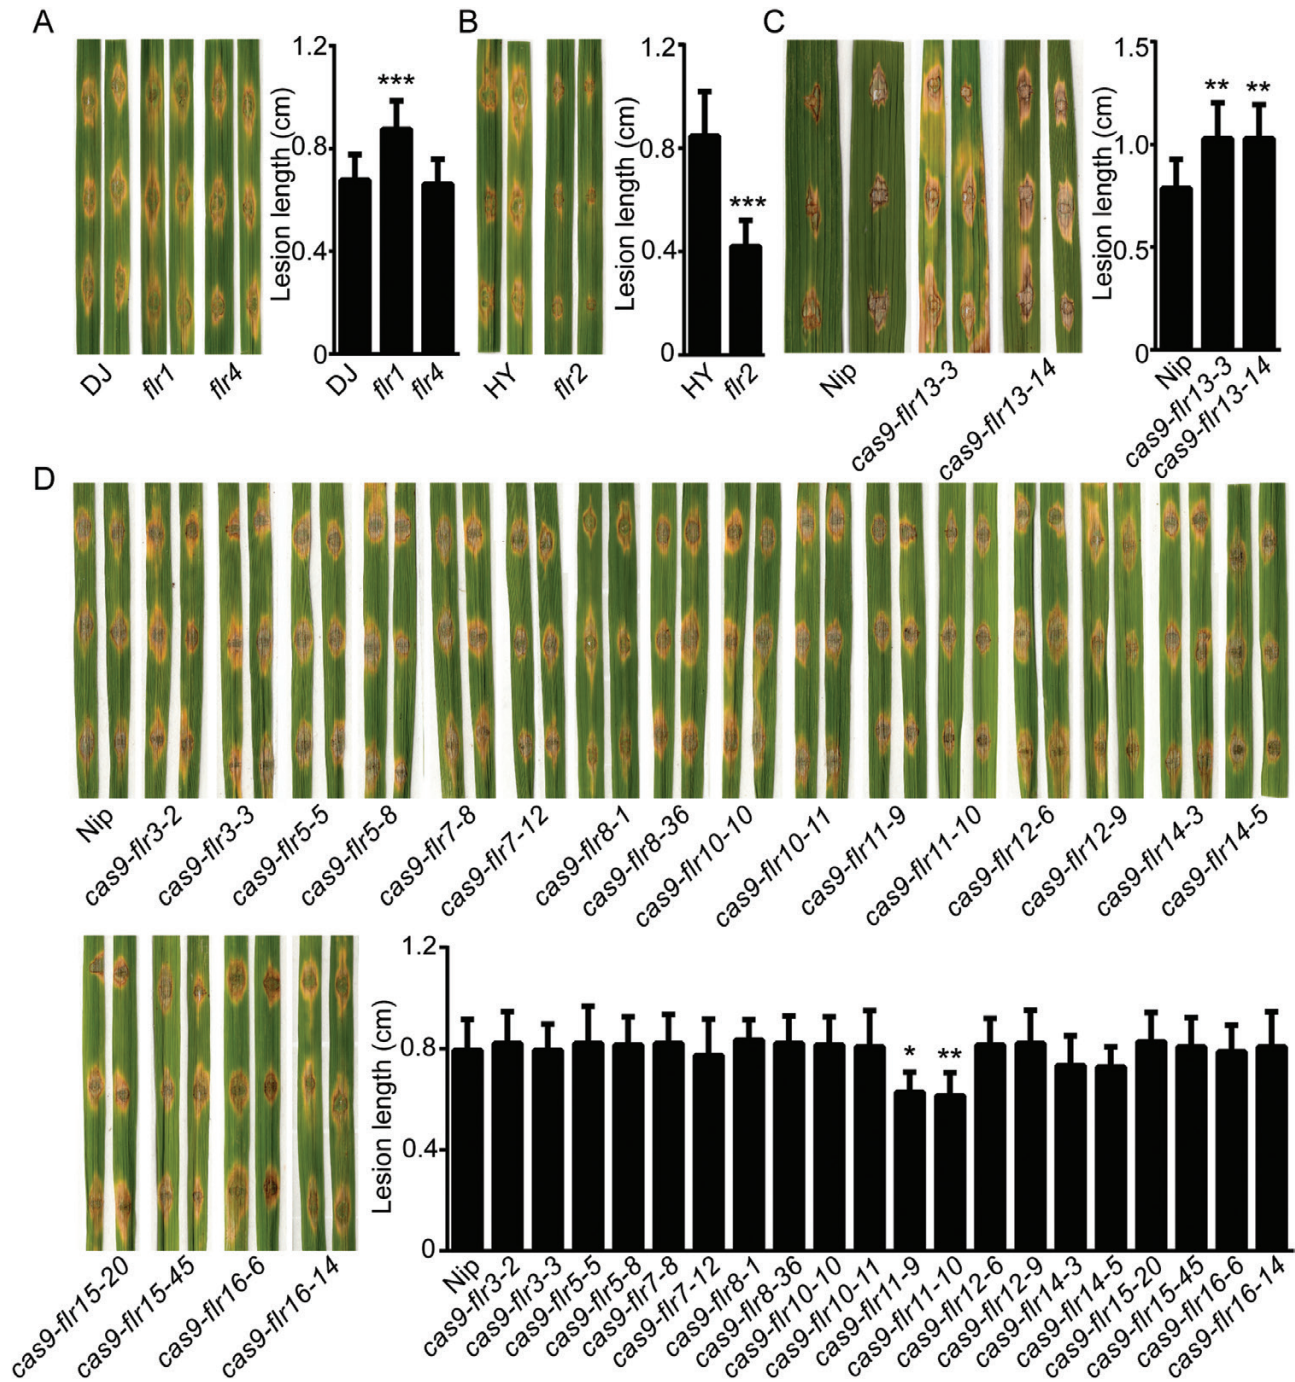 A
1.2
0.8
0.4
0
Lesion length (cm)
***
DJ
flr1
flr4
DJ
flr1
flr4
B
1.2
0.8
0.4
0
Lesion length (cm)
***
HY
flr2
HY
flr2
C
1.5
1.0
0.5
0
Lesion length (cm)
**
**
Nip
cas9-flr13-3
cas9-flr13-14
Nip
cas9-flr13-3
cas9-flr13-14
D
Nip
cas9-flr3-2
cas9-flr3-3
cas9-flr5-5
cas9-flr5-8
cas9-flr7-8
cas9-flr7-12
cas9-flr8-1
cas9-flr8-36
cas9-flr10-10
cas9-flr10-11
cas9-flr11-9
cas9-flr11-10
cas9-flr12-6
cas9-flr12-9
cas9-flr14-3
cas9-flr14-5
cas9-flr15-20
cas9-flr15-45
cas9-flr16-6
cas9-flr16-14
1.2
0.8
0.4
0
Lesion length (cm)
*
**
Nip
cas9-flr3-2
cas9-flr3-3
cas9-flr5-5
cas9-flr5-8
cas9-flr7-8
cas9-flr7-12
cas9-flr8-1
cas9-flr8-36
cas9-flr10-10
cas9-flr10-11
cas9-flr11-9
cas9-flr11-10
cas9-flr12-6
cas9-flr12-9
cas9-flr14-3
cas9-flr14-5
cas9-flr15-20
cas9-flr15-45
cas9-flr16-6
cas9-flr16-14